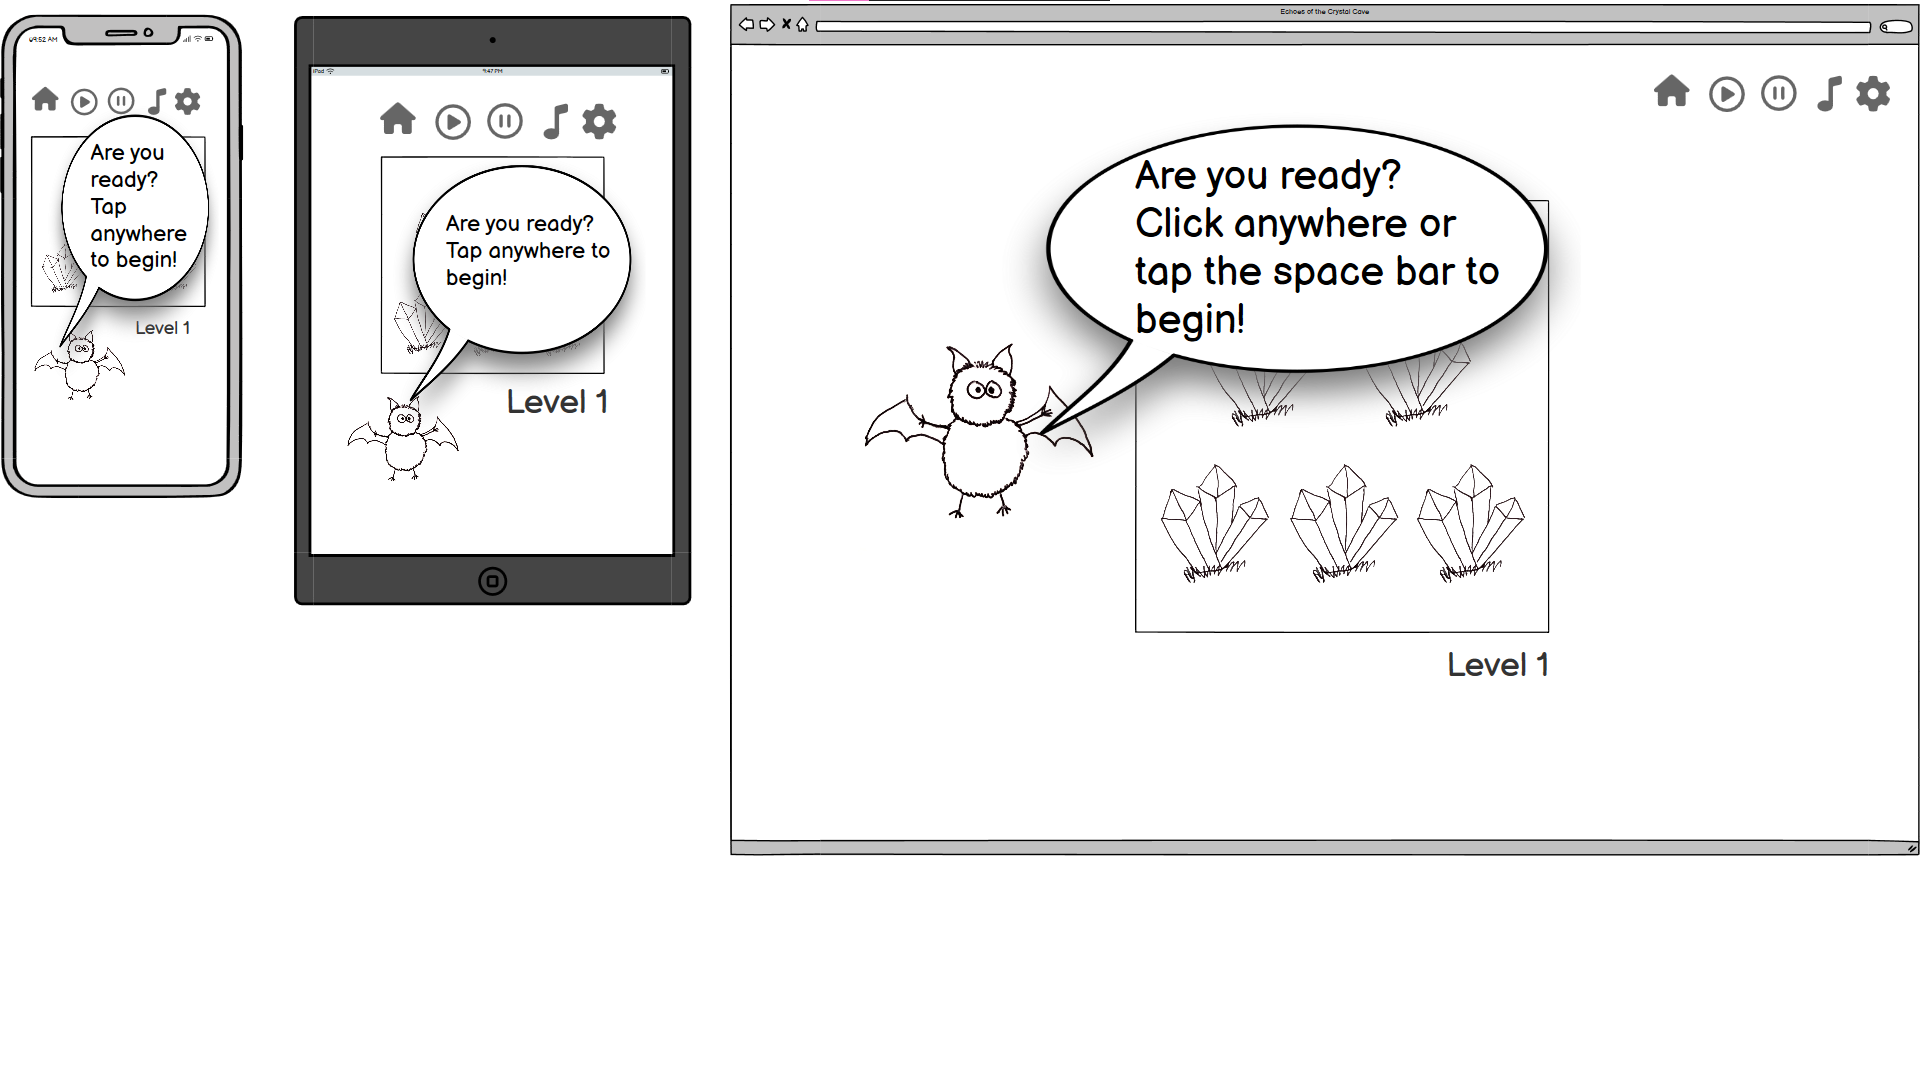 09:52 AM
Are you
ready?
Tap
anywhere
to begin!
Level 1
iPad
9:47 PM
Are you ready?
Tap anywhere to
begin!
Level 1
Echoes of the Crystal Cave
Are you ready?
Click anywhere or
tap the space bar to
begin!
Level 1